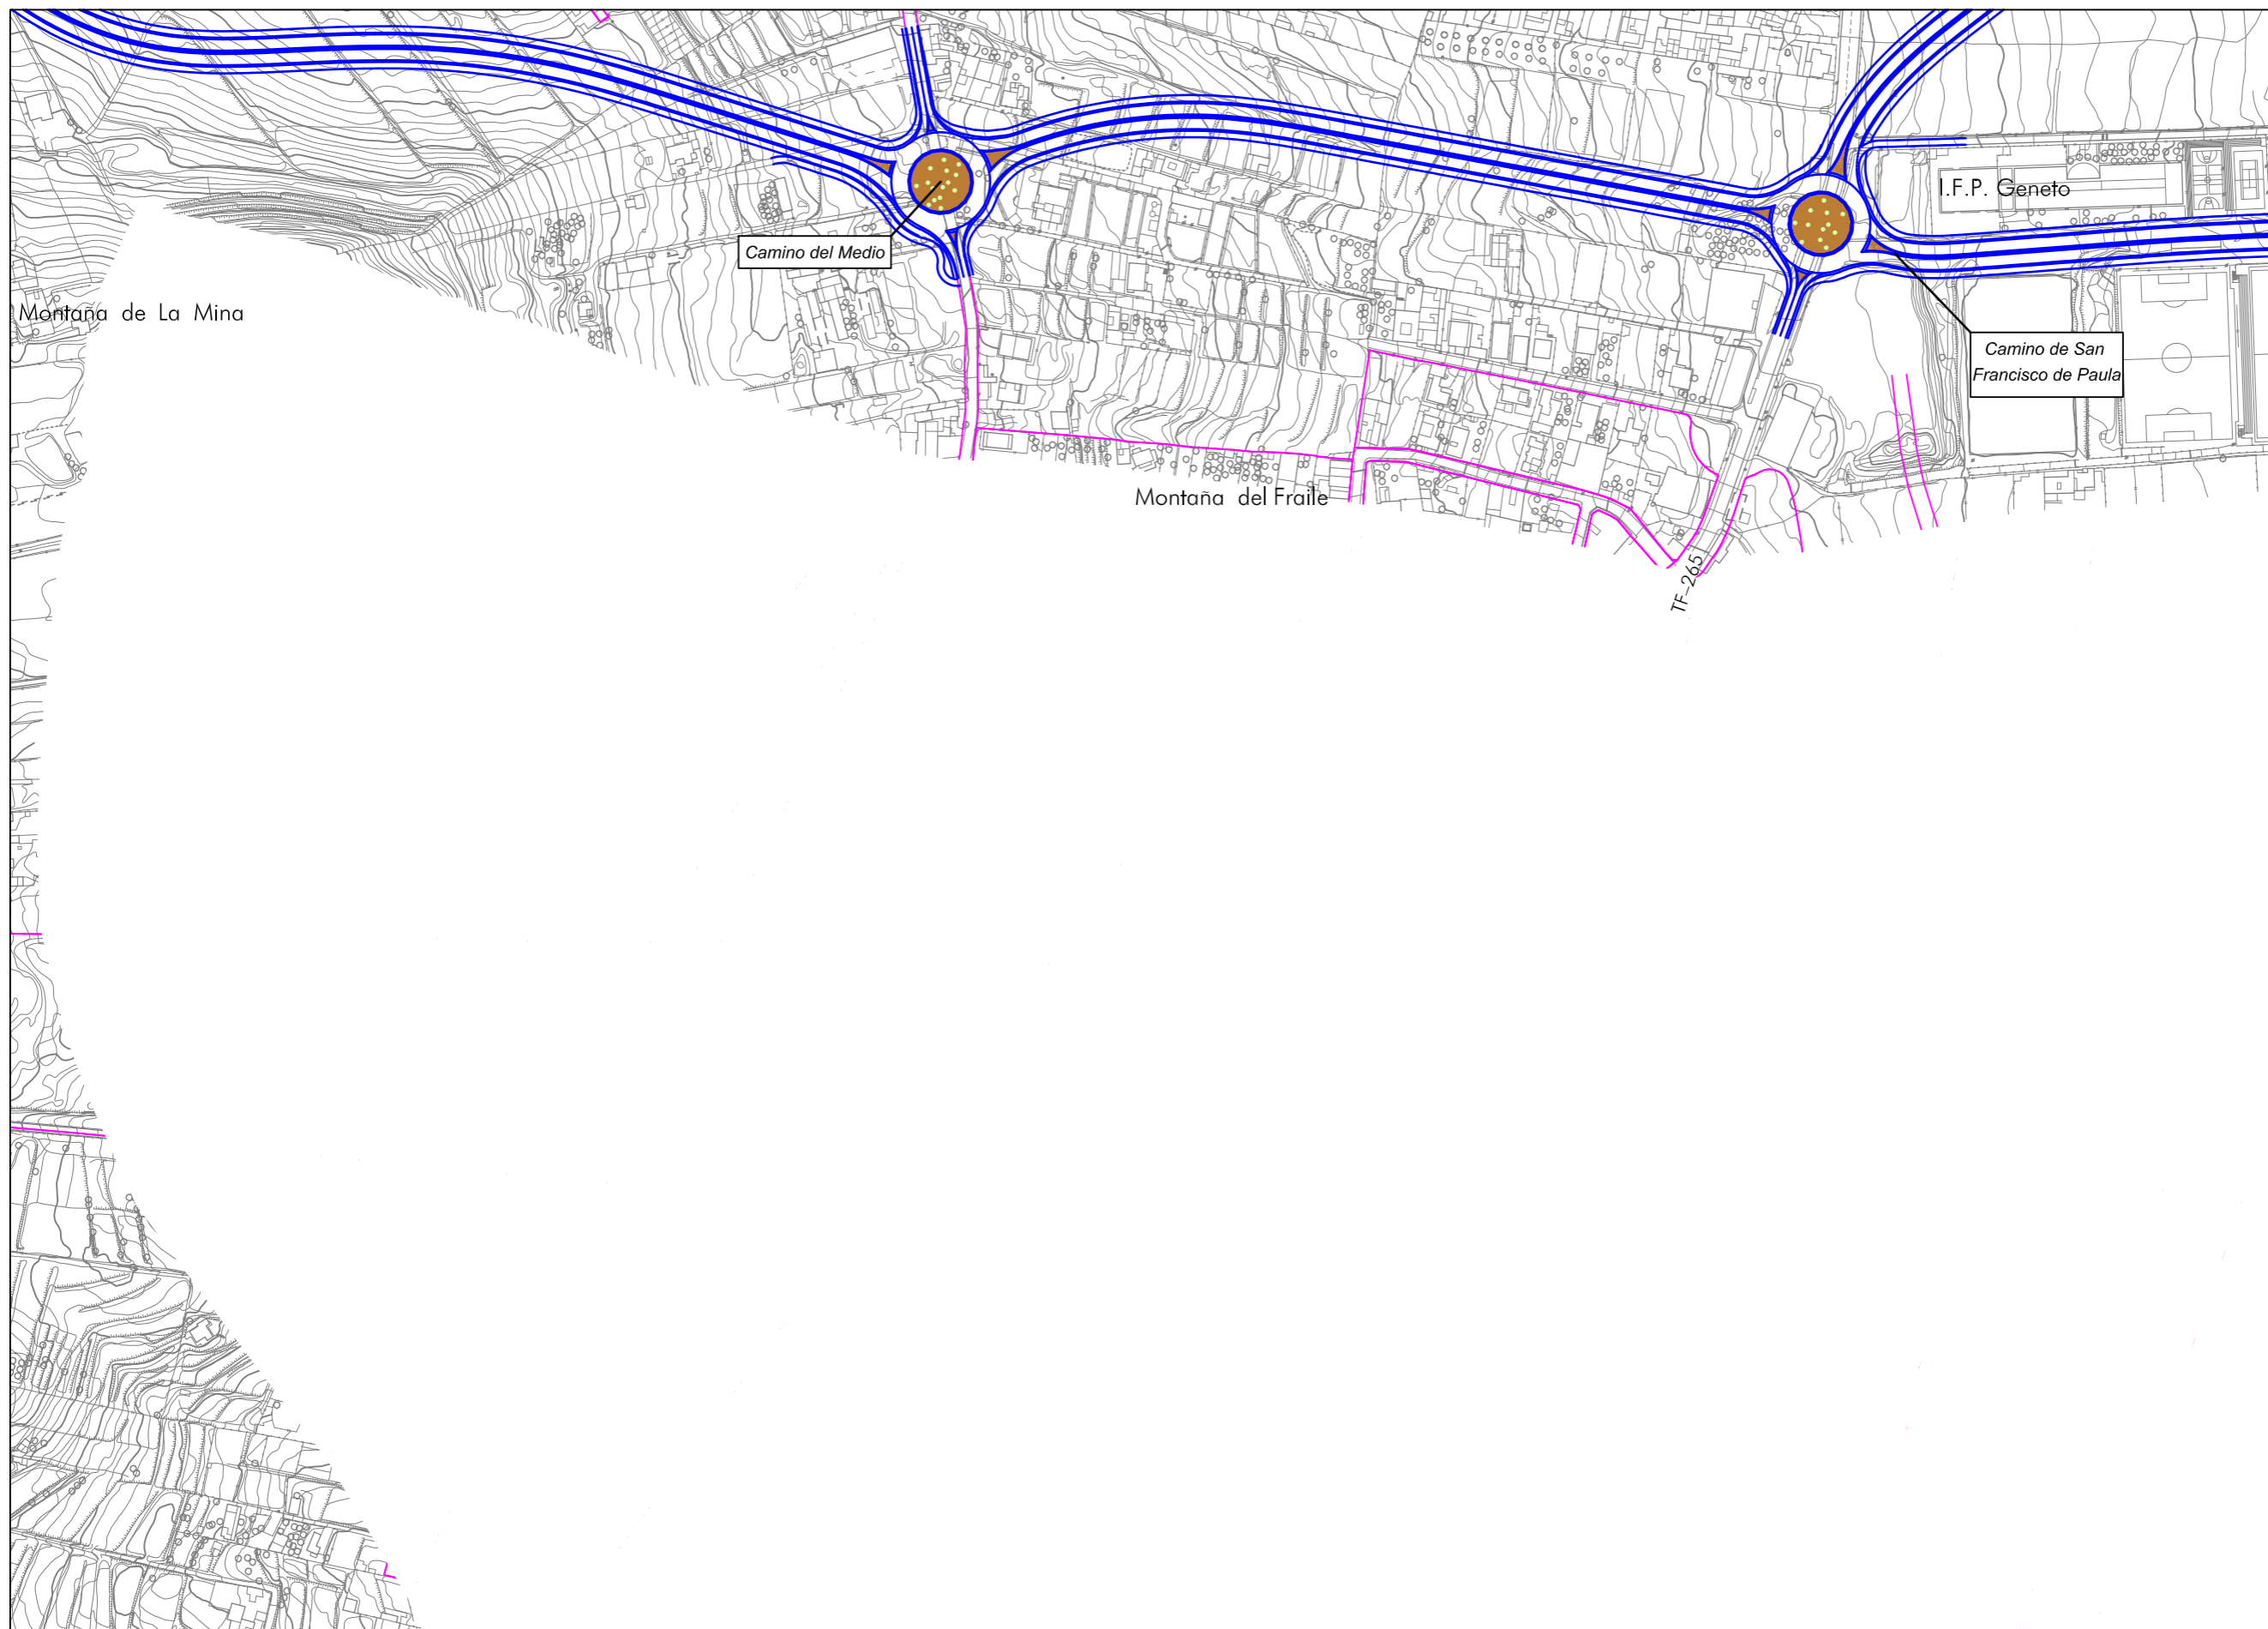 I.F.P. Geneto
Camino del Medio
Montaña de La Mina
Camino de San
Francisco de Paula
Montaña del Fraile
TF-265